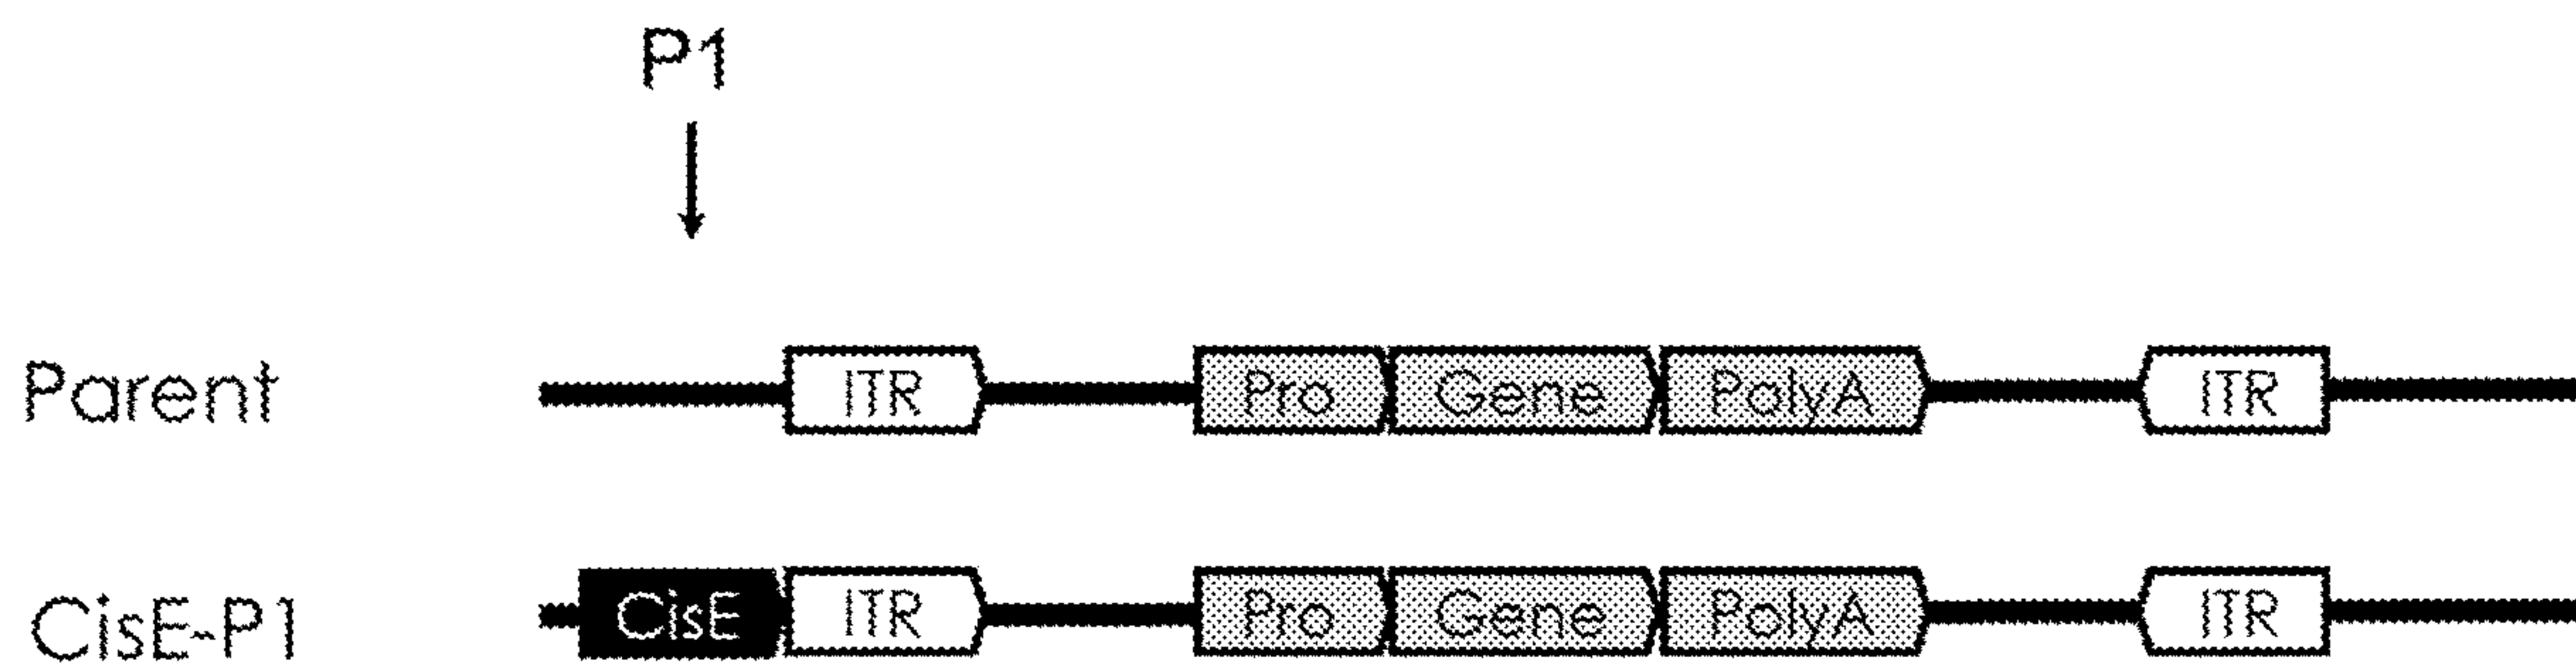 P1
Parent ITR Pro Gene PolyA ITR
CisE-P1 CisE ITR Pro Gene PolyA ITR